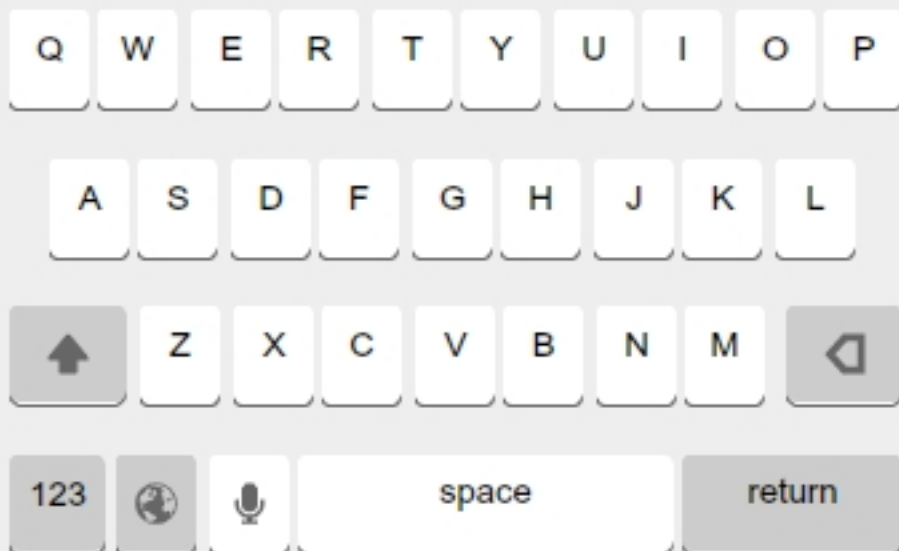 Q W E R T Y U I O P
A S D F G H J K L
Z X C V B N M
123 space return